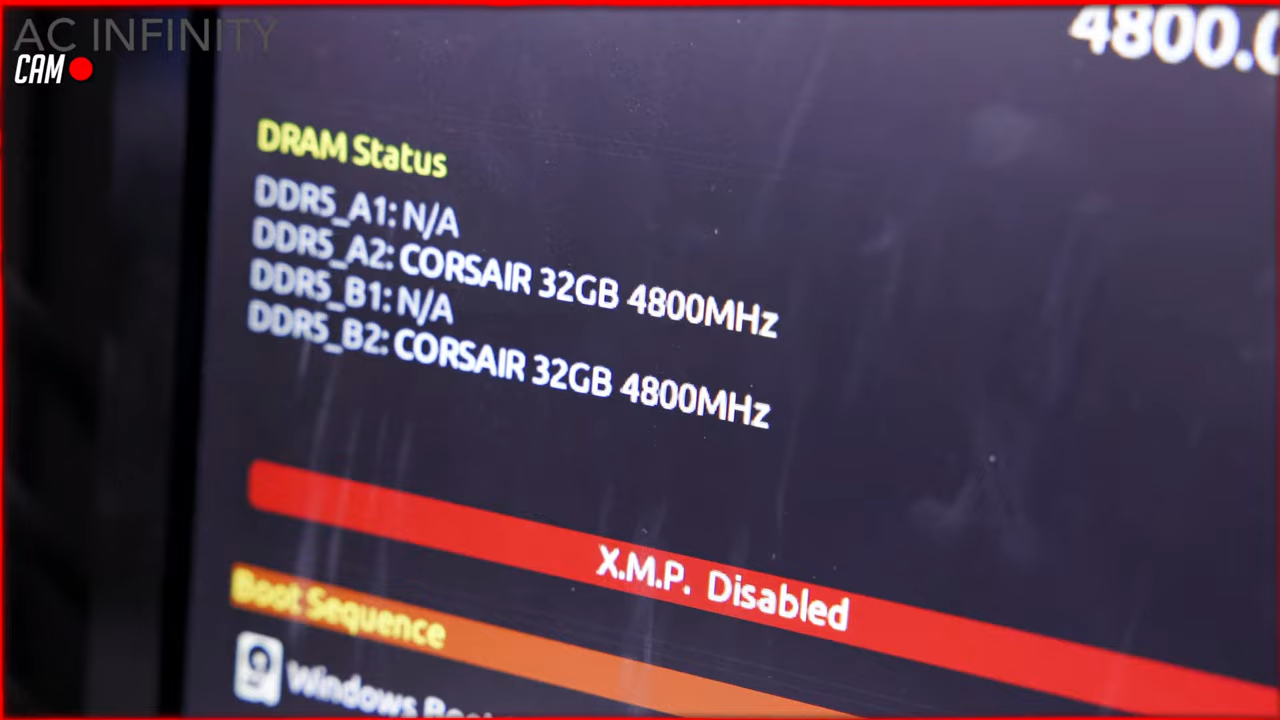 AC INFINITY
CAM
4800.0
DRAM Status
DDR5_A1: N/A
DDR5_A2: CORSAIR 32GB 4800MHz
DDR5_B1: N/A
DDR5_B2: CORSAIR 32GB 4800MHz
X.M.P. Disabled
Boot Sequence
Windows